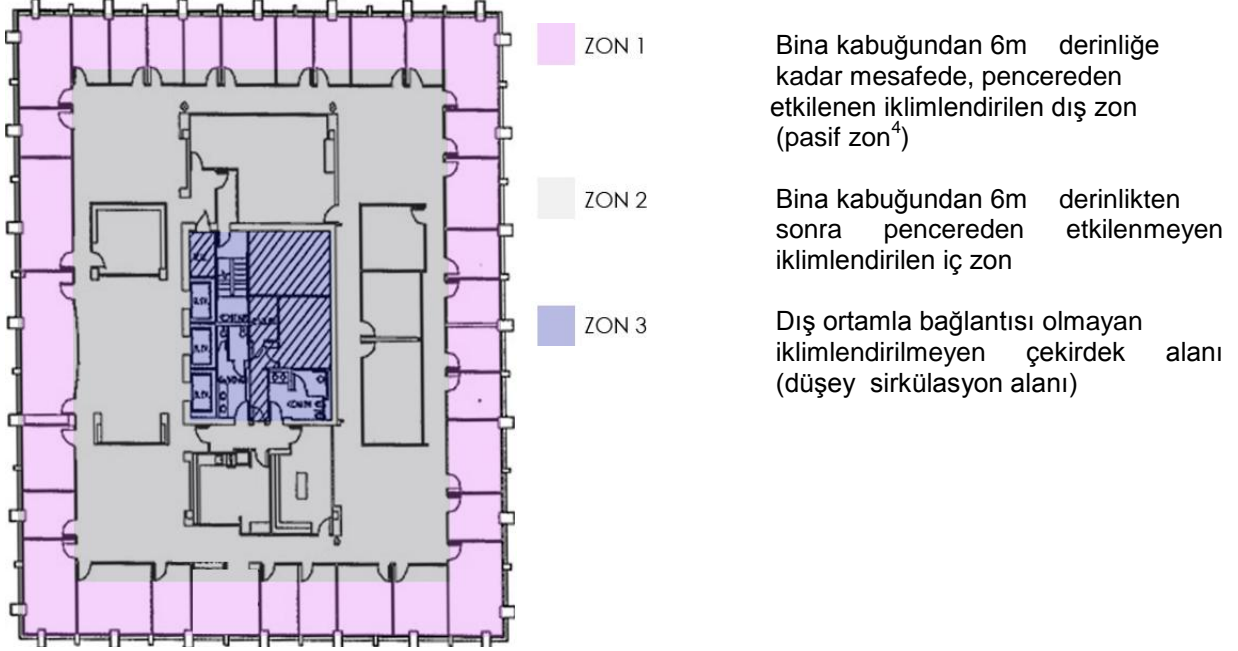 ZON 1
Bina kabuğundan 6m derinliğe
kadar mesafede, pencereden
etkilenen iklimlendirilen dış zon
(pasif zon⁴)
ZON 2
Bina kabuğundan 6m derinlikten
sonra pencereden etkilenmeyen
iklimlendirilen iç zon
ZON 3
Dış ortamla bağlantısı olmayan
iklimlendirilmeyen çekirdek alanı
(düşey sirkülasyon alanı)